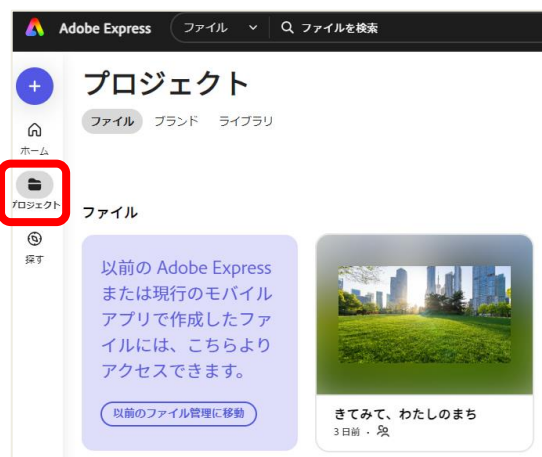 Adobe Express
ファイル
ファイルを検索
プロジェクト
ファイル ブランド ライブラリ
ホーム
プロジェクト
探す
ファイル
以前の Adobe Express
または現行のモバイル
アプリで作成したファ
イルには、こちらより
アクセスできます。
以前のファイル管理に移動
きてみて、わたしのまち
3 日前 ・